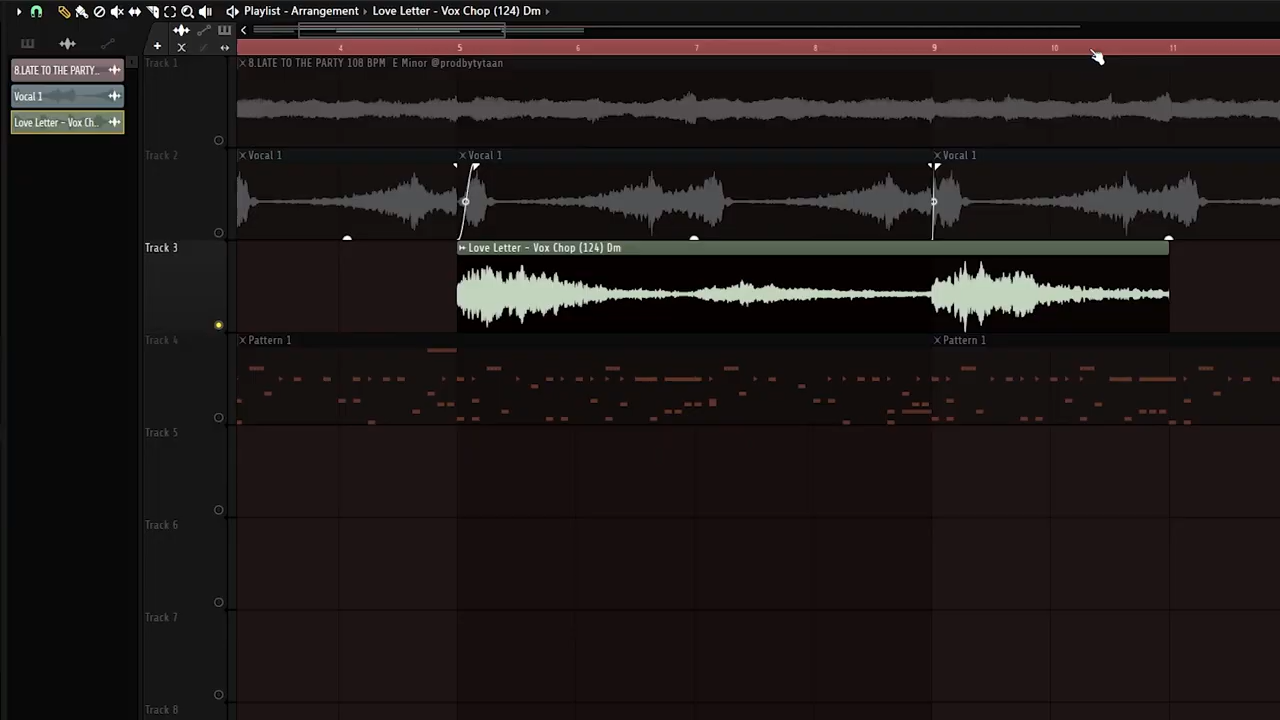 Playlist - Arrangement › Love Letter - Vox Chop (124) Dm ›
4 5 6 7 8 9 10 11
8.LATE TO THE PARTY...
Vocal 1
Love Letter - Vox Ch..
Track 1
8.LATE TO THE PARTY 108 BPM E Minor @prodbytytaan
Track 2
Vocal 1
Vocal 1
Vocal 1
Track 3
Love Letter - Vox Chop (124) Dm
Track 4
Pattern 1
Pattern 1
Track 5
Track 6
Track 7
Track 8